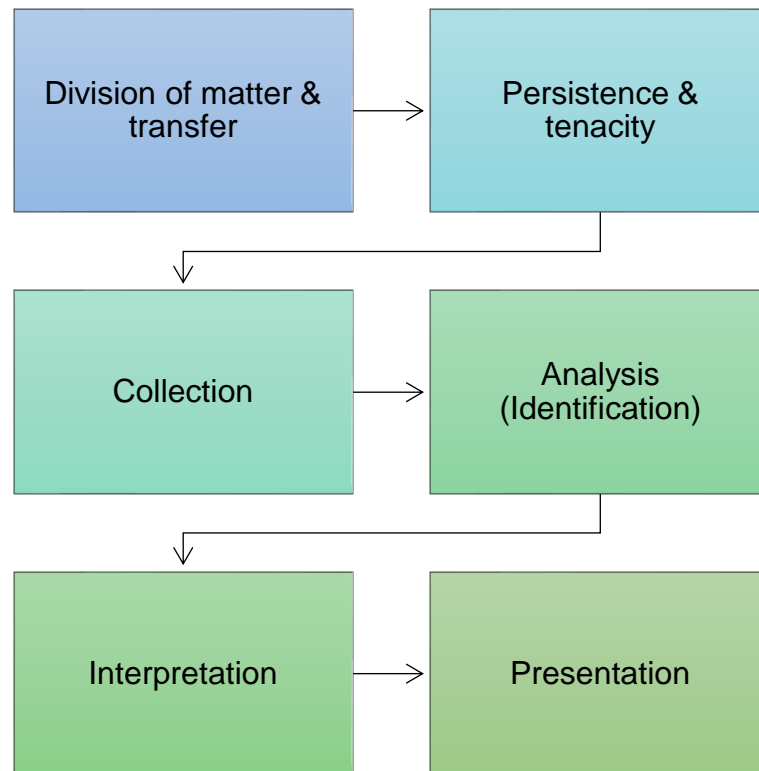 Division of matter &
transfer
Persistence &
tenacity
Collection
Analysis
(Identification)
Interpretation
Presentation